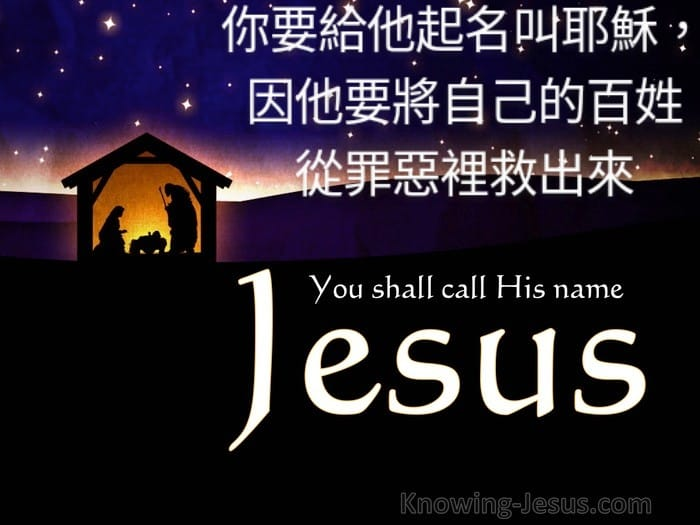 你要給他起名叫耶穌，
因他要將自己的百姓
從罪惡裡救出來
You shall call His name
Jesus
Knowing-Jesus.com